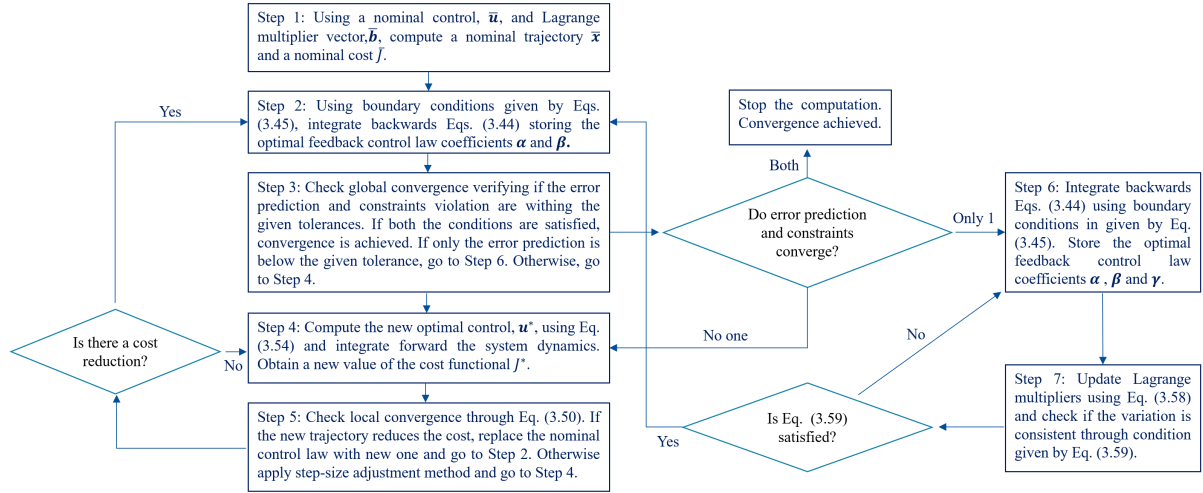 Step 1: Using a nominal control, u̅, and Lagrange
multiplier vector,b̅, compute a nominal trajectory x̅
and a nominal cost J̅.
Yes
Step 2: Using boundary conditions given by Eqs.
(3.45), integrate backwards Eqs. (3.44) storing the
optimal feedback control law coefficients α and β.
Step 3: Check global convergence verifying if the error
prediction and constraints violation are withing the
given tolerances. If both the conditions are satisfied,
convergence is achieved. If only the error prediction is
below the given tolerance, go to Step 6. Otherwise, go
to Step 4.
Is there a cost
reduction?
No
Step 4: Compute the new optimal control, u*, using Eq.
(3.54) and integrate forward the system dynamics.
Obtain a new value of the cost functional J*.
Step 5: Check local convergence through Eq. (3.50). If
the new trajectory reduces the cost, replace the nominal
control law with new one and go to Step 2. Otherwise
apply step-size adjustment method and go to Step 4.
Stop the computation.
Convergence achieved.
Both
Do error prediction
and constraints
converge?
Only 1
No one
Step 6: Integrate backwards
Eqs. (3.44) using boundary
conditions in given by Eq.
(3.45). Store the optimal
feedback control law
coefficients α , β and γ.
No
Step 7: Update Lagrange
multipliers using Eq. (3.58)
and check if the variation is
consistent through condition
given by Eq. (3.59).
Is Eq. (3.59)
satisfied?
Yes